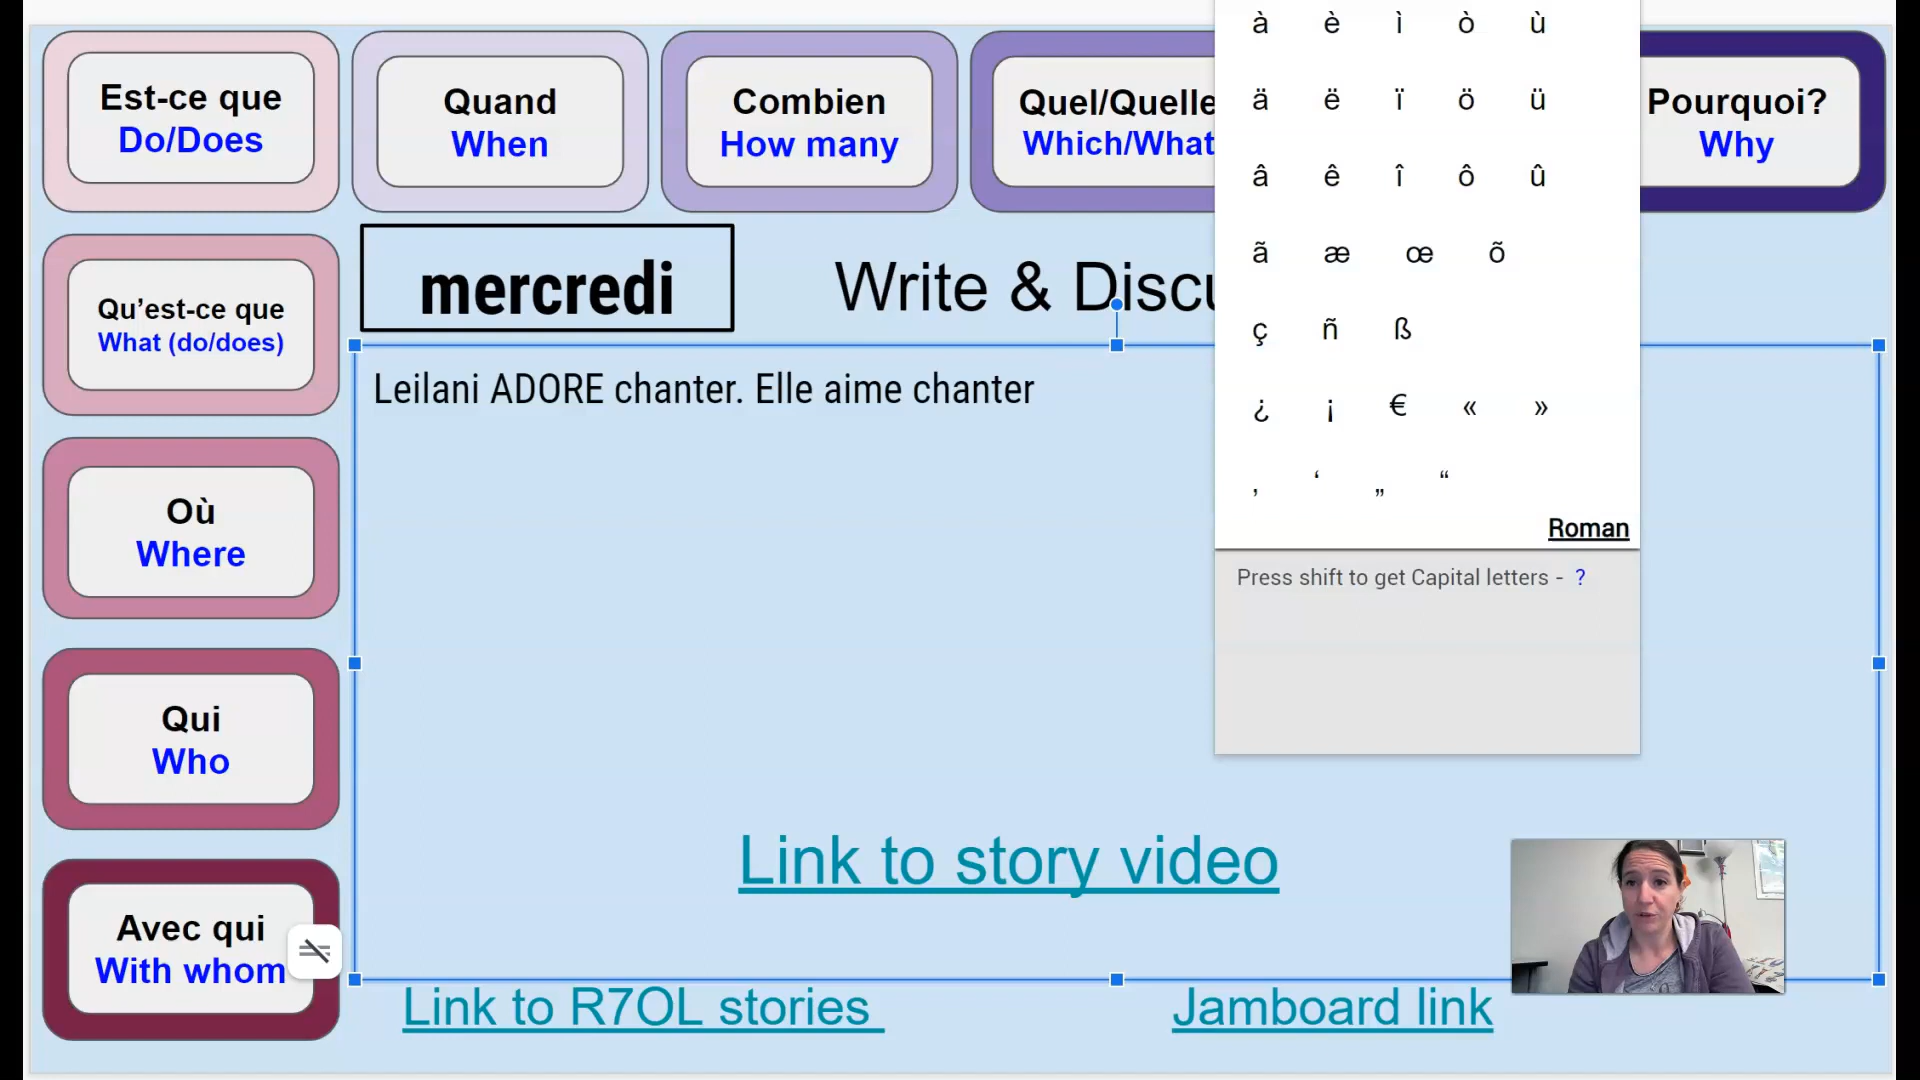 Est-ce que
Do/Does
Quand
When
Combien
How many
Quel/Quelle
Which/What
Pourquoi?
Why
à è ì ò ù
ä ë ï ö ü
â ê î ô û
ã æ œ õ
ç ñ ß
¿ ¡ € « »
‚ ‘ „ “
Roman
Press shift to get Capital letters - ?
mercredi
Write & Discu
Qu’est-ce que
What (do/does)
Leilani ADORE chanter. Elle aime chanter
Où
Where
Qui
Who
Avec qui
With whom
Link to story video
Link to R7OL stories
Jamboard link